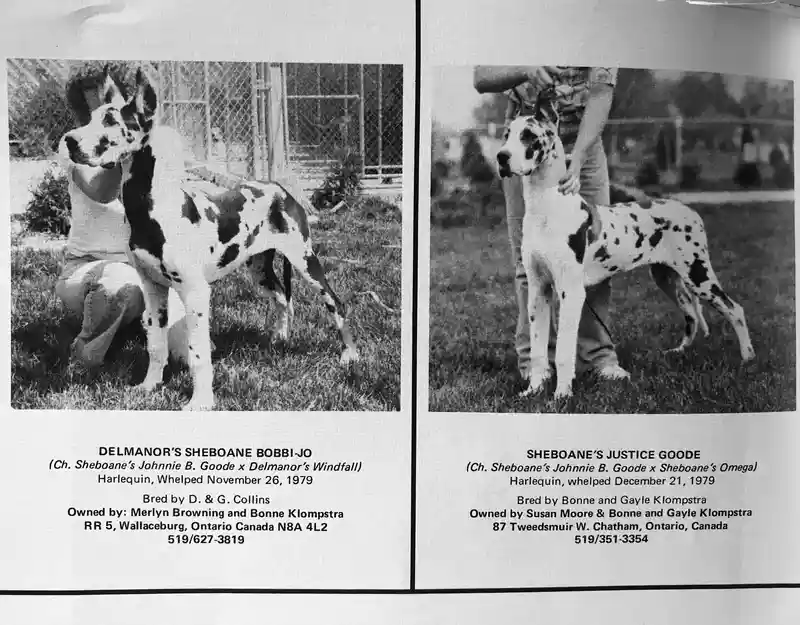 DELMANOR'S SHEBOANE BOBBI-JO
(Ch. Sheboane's Johnnie B. Goode x Delmanor's Windfall)
Harlequin, Whelped November 26, 1979
Bred by D. & G. Collins
Owned by: Merlyn Browning and Bonne Klompstra
RR 5, Wallaceburg, Ontario Canada N8A 4L2
519/627-3819
SHEBOANE'S JUSTICE GOODE
(Ch. Sheboane's Johnnie B. Goode x Sheboane's Omega)
Harlequin, whelped December 21, 1979
Bred by Bonne and Gayle Klompstra
Owned by Susan Moore & Bonne and Gayle Klompstra
87 Tweedsmuir W. Chatham, Ontario, Canada
519/351-3354